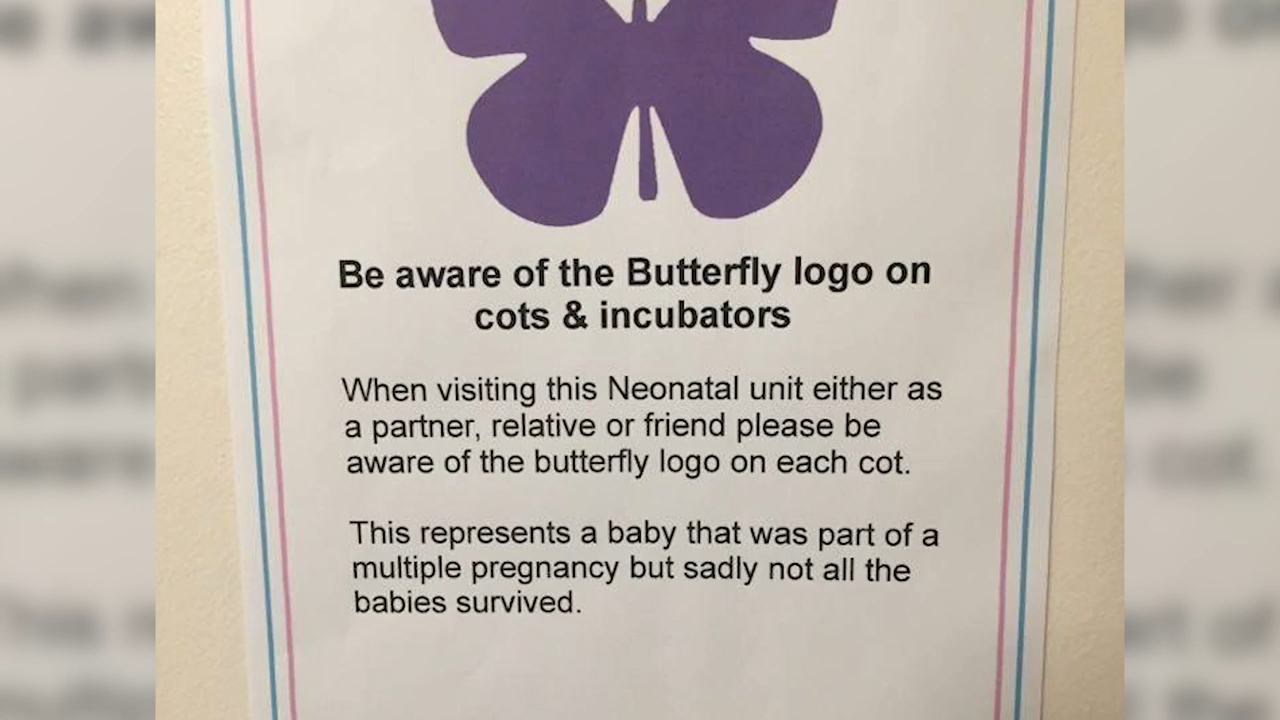 Be aware of the Butterfly logo on
cots & incubators
When visiting this Neonatal unit either as
a partner, relative or friend please be
aware of the butterfly logo on each cot.
This represents a baby that was part of a
multiple pregnancy but sadly not all the
babies survived.